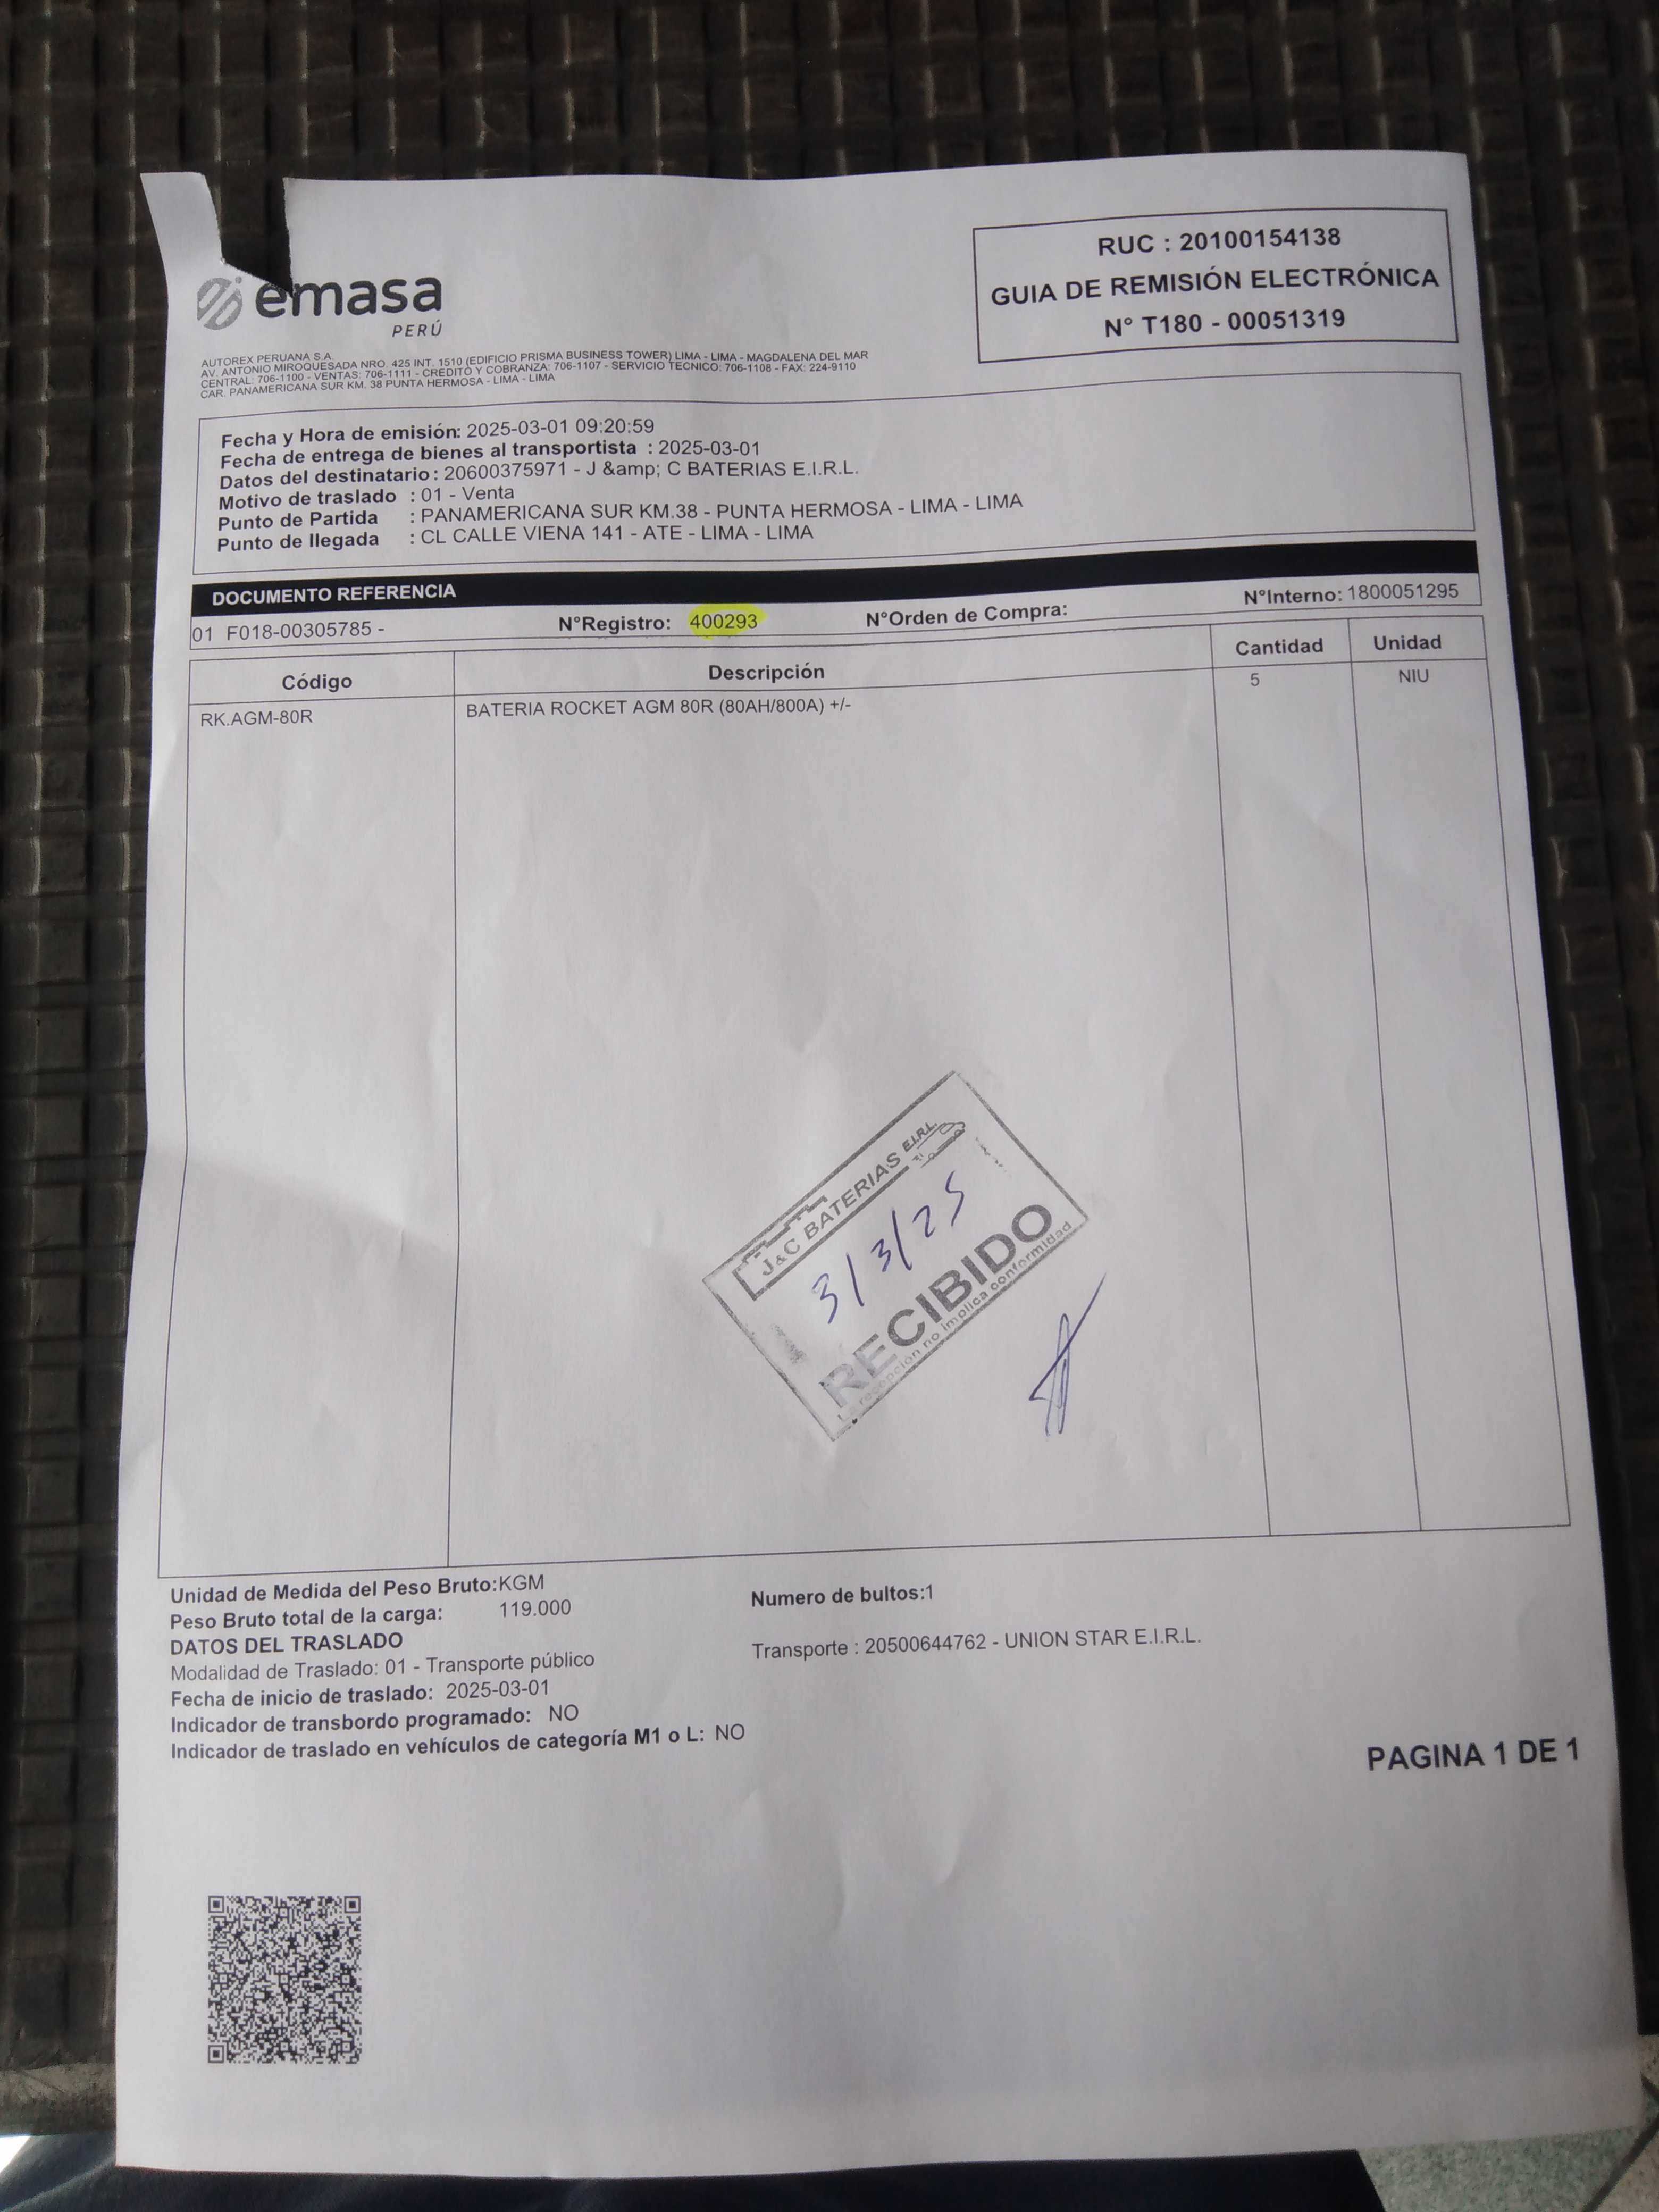 emasa
PERÚ
RUC : 20100154138
GUIA DE REMISIÓN ELECTRÓNICA
N° T180 - 00051319
AUTOREX PERUANA S.A.
AV. ANTONIO MIROQUESADA NRO. 425 INT. 1510 (EDIFICIO PRISMA BUSINESS TOWER) LIMA - LIMA - MAGDALENA DEL MAR
CENTRAL: 706-1100 - VENTAS: 706-1111 - CREDITO Y COBRANZA: 706-1107 - SERVICIO TECNICO: 706-1108 - FAX: 224-9110
CAR. PANAMERICANA SUR KM. 38 PUNTA HERMOSA - LIMA - LIMA
Fecha y Hora de emisión: 2025-03-01 09:20:59
Fecha de entrega de bienes al transportista : 2025-03-01
Datos del destinatario : 20600375971 - J &amp; C BATERIAS E.I.R.L.
Motivo de traslado : 01 - Venta
Punto de Partida : PANAMERICANA SUR KM.38 - PUNTA HERMOSA - LIMA - LIMA
Punto de llegada : CL CALLE VIENA 141 - ATE - LIMA - LIMA
DOCUMENTO REFERENCIA
01 F018-00305785 - N°Registro: 400293 N°Orden de Compra: N°Interno: 1800051295
Código Descripción Cantidad Unidad
RK.AGM-80R BATERIA ROCKET AGM 80R (80AH/800A) +/- 5 NIU
J&C BATERIAS E.I.R.L.
3/3/25
RECIBIDO
La recepción no implica conformidad
Unidad de Medida del Peso Bruto:KGM
Peso Bruto total de la carga: 119.000
Numero de bultos:1
DATOS DEL TRASLADO
Modalidad de Traslado: 01 - Transporte público
Transporte : 20500644762 - UNION STAR E.I.R.L.
Fecha de inicio de traslado: 2025-03-01
Indicador de transbordo programado: NO
Indicador de traslado en vehículos de categoría M1 o L: NO
PAGINA 1 DE 1